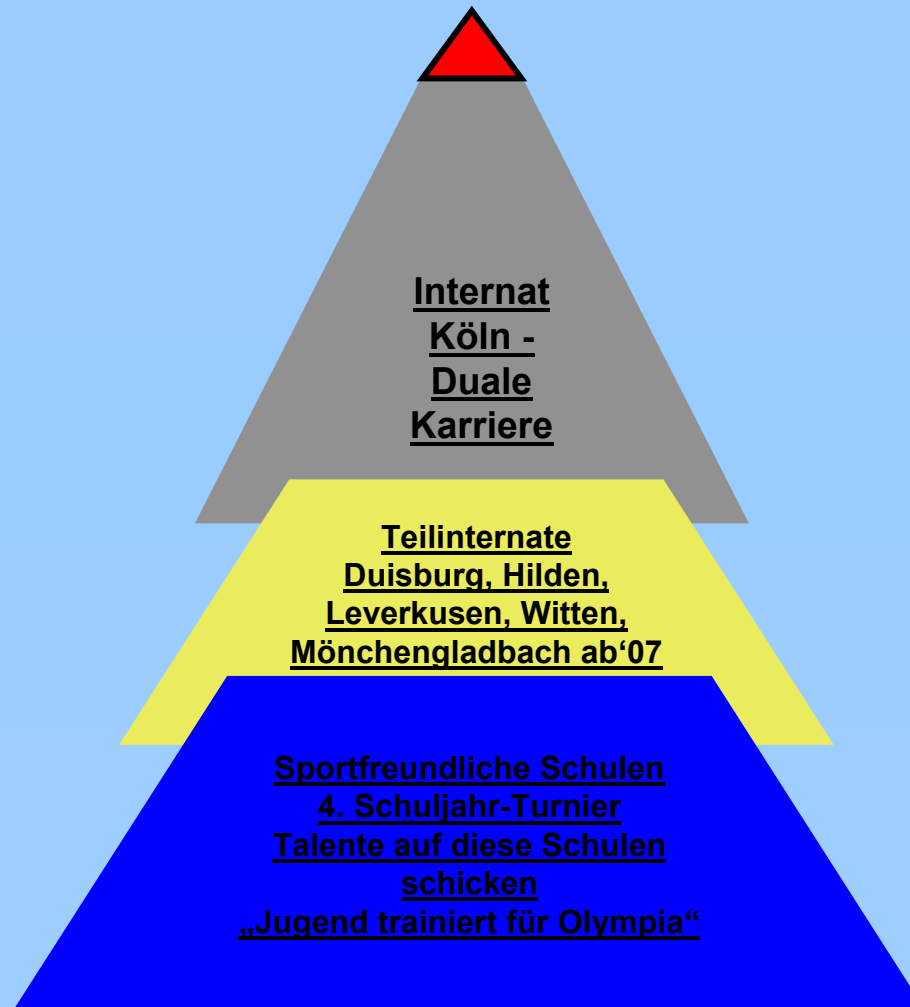 Internat
Köln -
Duale
Karriere
Teilinternate
Duisburg, Hilden,
Leverkusen, Witten,
Mönchengladbach ab‘07
Sportfreundliche Schulen
4. Schuljahr-Turnier
Talente auf diese Schulen
schicken
„Jugend trainiert für Olympia“